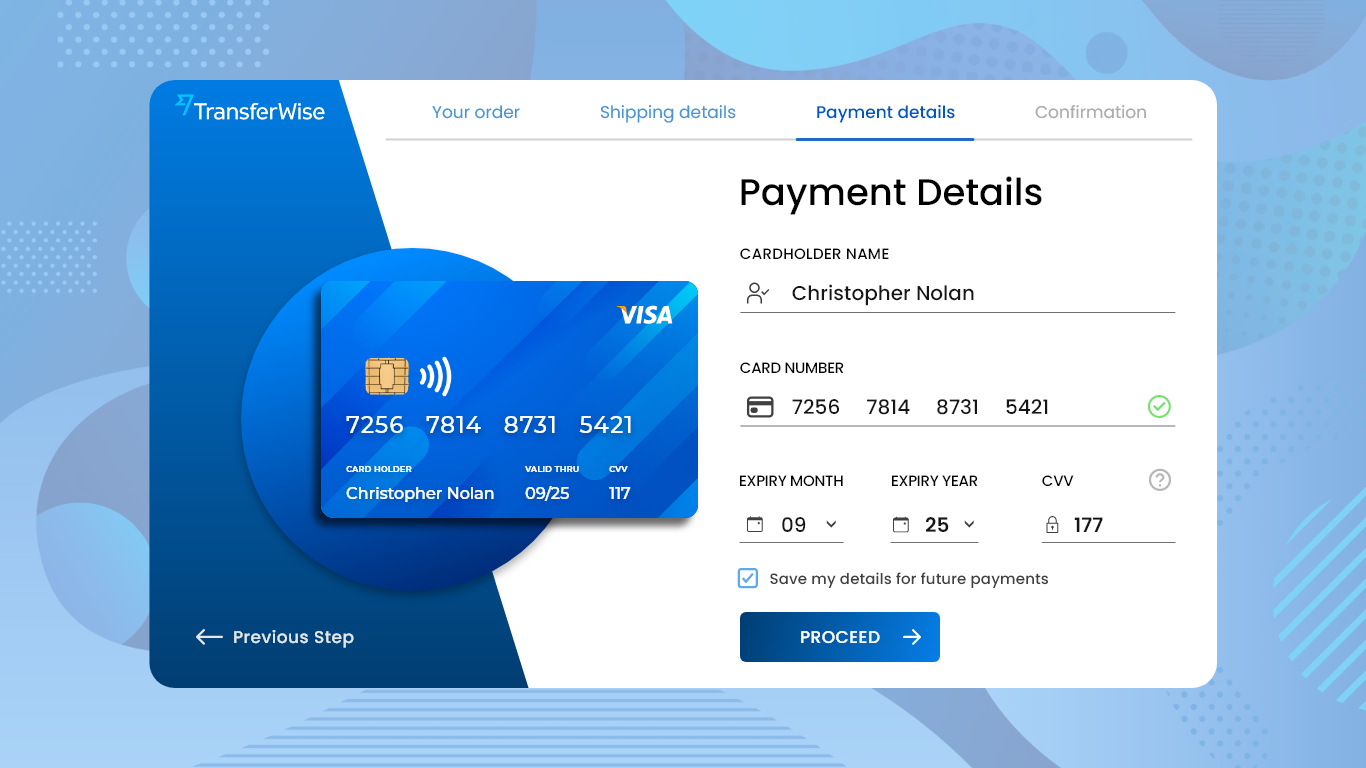 TransferWise
Your order Shipping details Payment details Confirmation
Payment Details
CARDHOLDER NAME
Christopher Nolan
CARD NUMBER
7256 7814 8731 5421
EXPIRY MONTH EXPIRY YEAR CVV ?
09 25 177
Save my details for future payments
PROCEED
VISA
7256 7814 8731 5421
CARD HOLDER VALID THRU CVV
Christopher Nolan 09/25 117
Previous Step